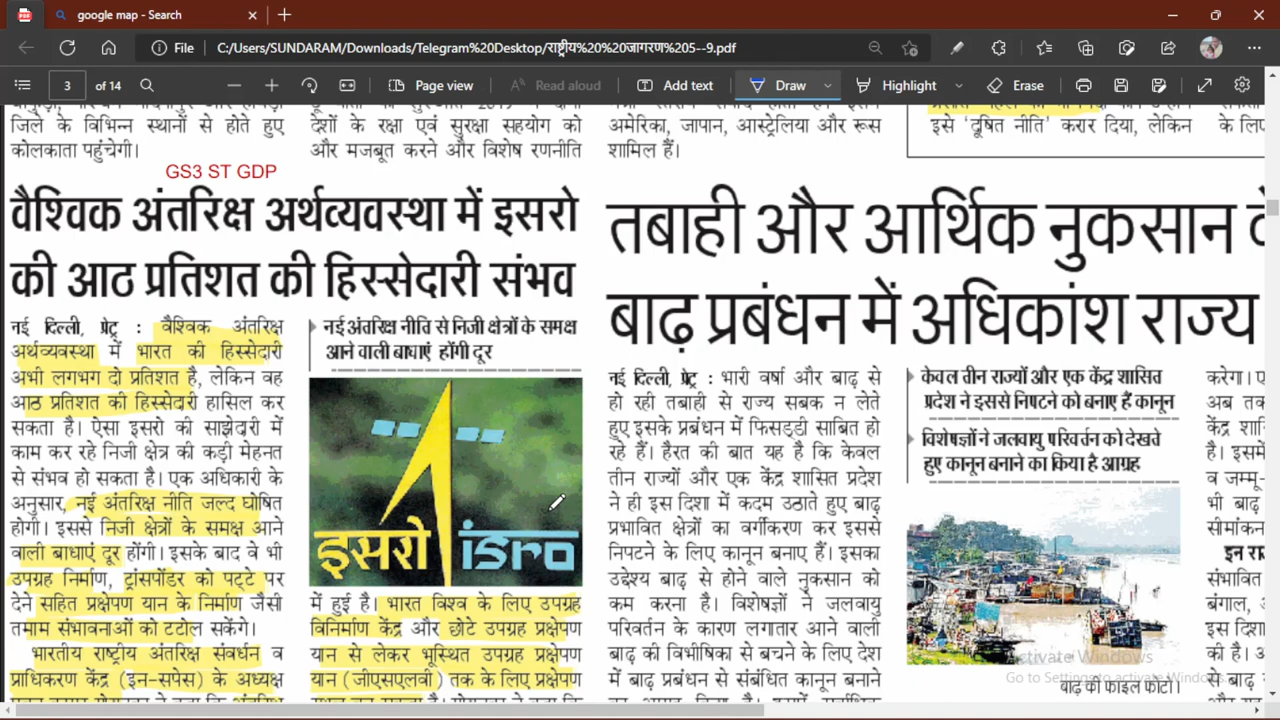 google map - Search
File
C:/Users/SUNDARAM/Downloads/Telegram%20Desktop/राष्ट्रीय%20%20जागरण%205--9.pdf
3 of 14
Page view
Read aloud
Add text
Draw
Highlight
Erase
जिले के विभिन्न स्थानों से होते हुए
कोलकाता पहुंचेगी।
देशों के रक्षा एवं सुरक्षा सहयोग को
और मजबूत करने और विशेष रणनीति
अमेरिका, जापान, आस्ट्रेलिया और रूस
शामिल हैं।
इसे 'दूषित नीति' करार दिया, लेकिन
के लिए
GS3 ST GDP
वैश्विक अंतरिक्ष अर्थव्यवस्था में इसरो
की आठ प्रतिशत की हिस्सेदारी संभव
नई दिल्ली, प्रेट्र : वैश्विक अंतरिक्ष
अर्थव्यवस्था में भारत की हिस्सेदारी
अभी लगभग दो प्रतिशत है, लेकिन वह
आठ प्रतिशत की हिस्सेदारी हासिल कर
सकता है। ऐसा इसरो की साझेदारी में
काम कर रहे निजी क्षेत्र की कड़ी मेहनत
से संभव हो सकता है। एक अधिकारी के
अनुसार, नई अंतरिक्ष नीति जल्द घोषित
होगी। इससे निजी क्षेत्रों के समक्ष आने
वाली बाधाएं दूर होंगी। इसके बाद वे भी
उपग्रह निर्माण, ट्रांसपोंडर को पट्टे पर
देने सहित प्रक्षेपण यान के निर्माण जैसी
तमाम संभावनाओं को टटोल सकेंगे।
भारतीय राष्ट्रीय अंतरिक्ष संवर्धन व
प्राधिकरण केंद्र (इन-सपेस) के अध्यक्ष
नई अंतरिक्ष नीति से निजी क्षेत्रों के समक्ष
आने वाली बाधाएं होंगी दूर
इसरो isro
में हुई है। भारत विश्व के लिए उपग्रह
विनिर्माण केंद्र और छोटे उपग्रह प्रक्षेपण
यान से लेकर भूस्थित उपग्रह प्रक्षेपण
यान (जीएसएलवी) तक के लिए प्रक्षेपण
तबाही और आर्थिक नुकसान के
बाढ़ प्रबंधन में अधिकांश राज्य
नई दिल्ली, प्रेट्र : भारी वर्षा और बाढ़ से
हो रही तबाही से राज्य सबक न लेते
हुए इसके प्रबंधन में फिसड्डी साबित हो
रहे हैं। हैरत की बात यह है कि केवल
तीन राज्यों और एक केंद्र शासित प्रदेश
ने ही इस दिशा में कदम उठाते हुए बाढ़
प्रभावित क्षेत्रों का वर्गीकरण कर इससे
निपटने के लिए कानून बनाए हैं। इसका
उद्देश्य बाढ़ से होने वाले नुकसान को
कम करना है। विशेषज्ञों ने जलवायु
परिवर्तन के कारण लगातार आने वाली
बाढ़ की विभीषिका से बचने के लिए देश
में बाढ़ प्रबंधन से संबंधित कानून बनाने
केवल तीन राज्यों और एक केंद्र शासित
प्रदेश ने इससे निपटने को बनाए हैं कानून
विशेषज्ञों ने जलवायु परिवर्तन को देखते
हुए कानून बनाने का किया है आग्रह
बाढ़ की फाइल फोटो।
करेगा।
अब तक
है। इसमें
व जम्मू-
भी बाढ़
सीमांकन
संभावित
बंगाल,
इस दिशा
की है।
से बाढ़
Activate Windows
Go to Settings to activate Windows.